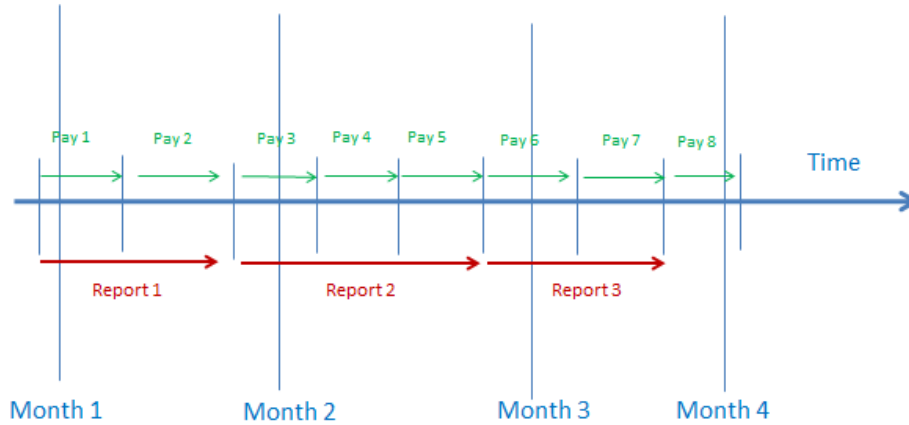 Pay 1
Pay 2
Pay 3
Pay 4
Pay 5
Pay 6
Pay 7
Pay 8
Time
Report 1
Report 2
Report 3
Month 1
Month 2
Month 3
Month 4